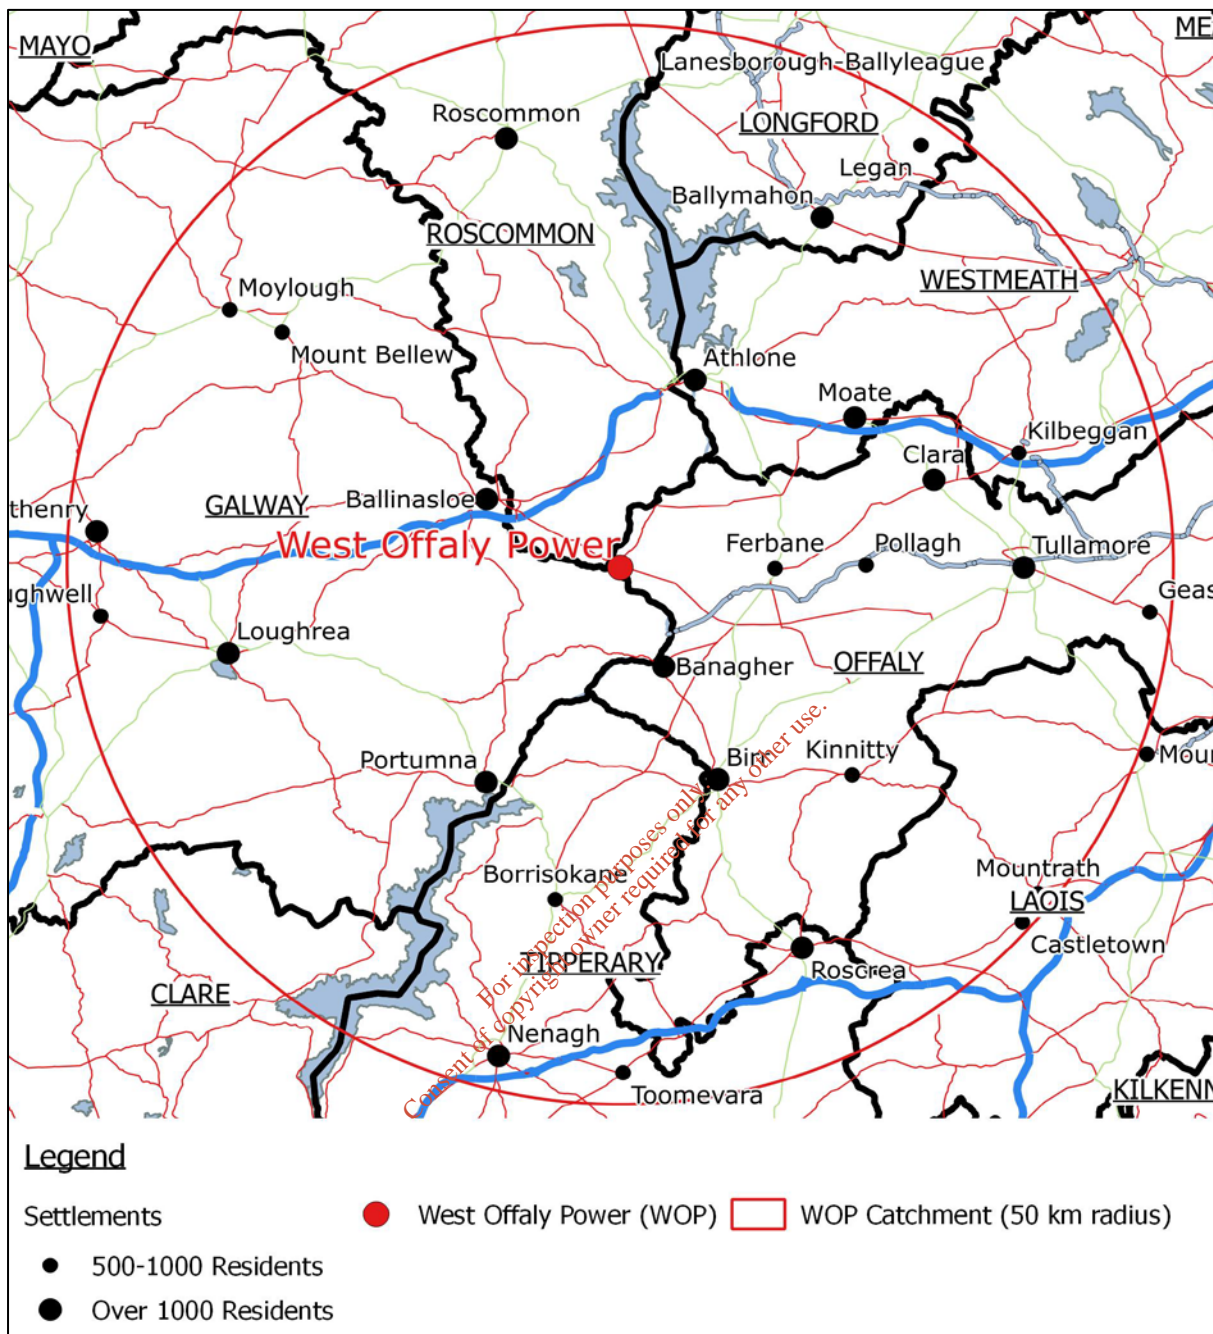 MAYO
ME
Lanesborough-Ballyleague
Roscommon
LONGFORD
Legan
Ballymahon
ROSCOMMON
WESTMEATH
Moylough
Mount Bellew
Athlone
Moate
Kilbeggan
Clara
GALWAY
Ballinasloe
thenry
West Offaly Power
Ferbane
Pollagh
Tullamore
ughwell
Geas
Loughrea
Banagher
OFFALY
Portumna
Birr
Kinnitty
Moun
Borrisokane
Mountrath
LAOIS
Castletown
TIPPERARY
Roscrea
CLARE
Nenagh
Toomevara
KILKENN
For inspection purposes only.
Consent of copyright owner required for any other use.
Legend
Settlements
West Offaly Power (WOP)
WOP Catchment (50 km radius)
500-1000 Residents
Over 1000 Residents